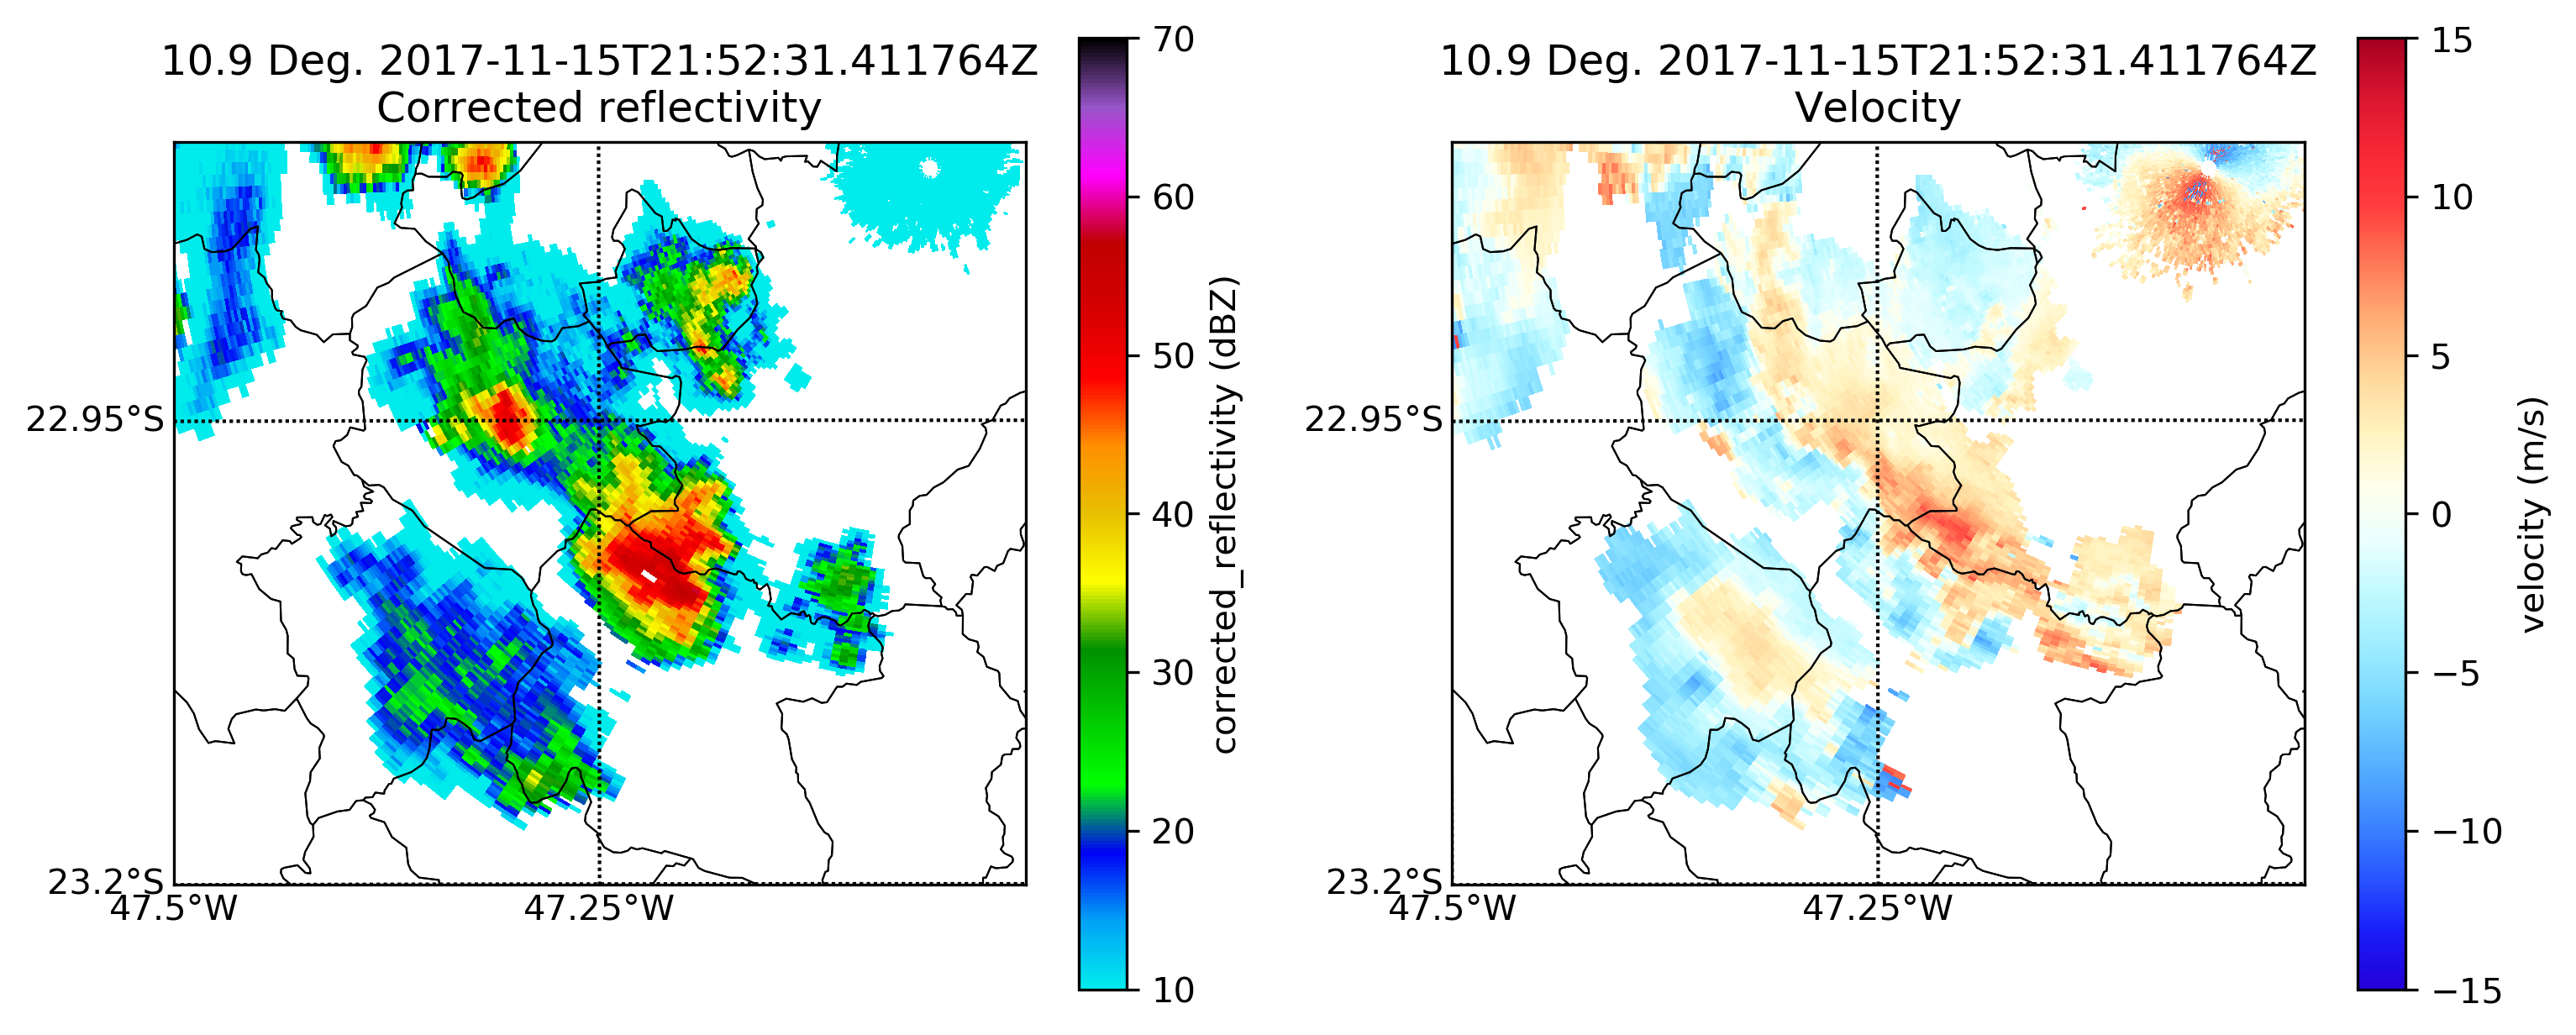 10.9 Deg. 2017-11-15T21:52:31.411764Z
Corrected reflectivity
22.95°S
23.2°S
47.5°W
47.25°W
70
60
50
40
30
20
10
corrected_reflectivity (dBZ)
10.9 Deg. 2017-11-15T21:52:31.411764Z
Velocity
22.95°S
23.2°S
47.5°W
47.25°W
15
10
5
0
−5
−10
−15
velocity (m/s)